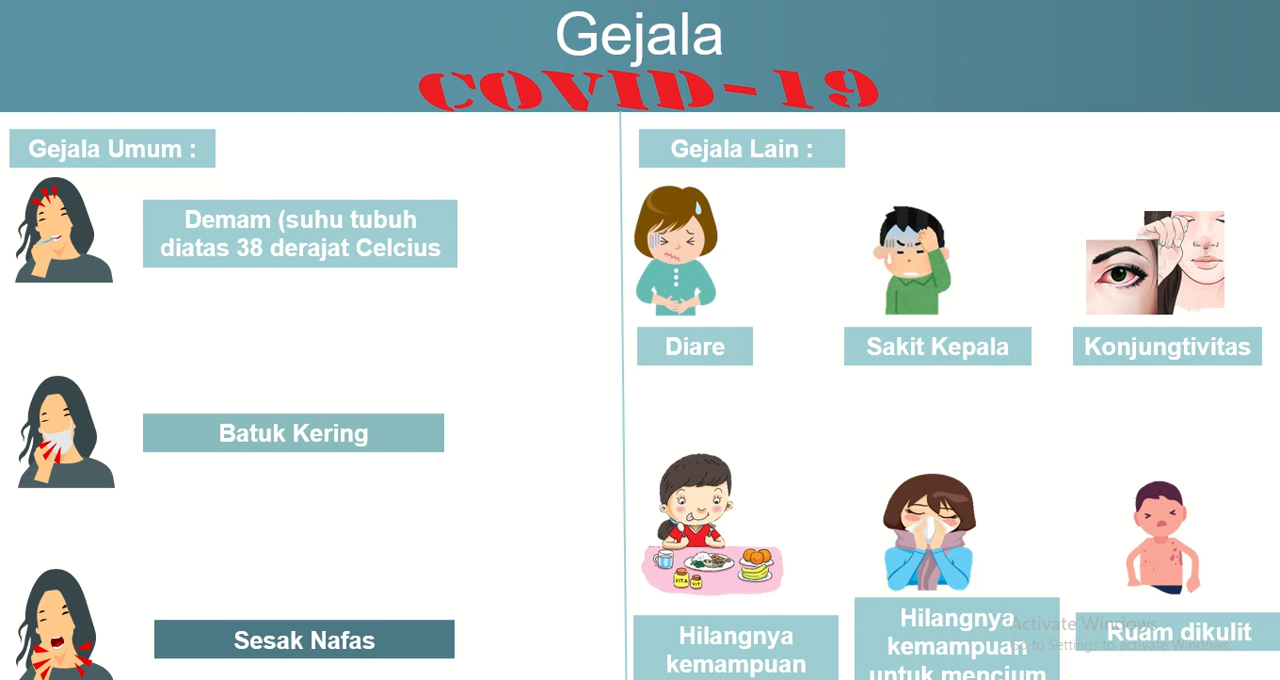 Gejala
COVID-19
Gejala Umum :
Demam (suhu tubuh
diatas 38 derajat Celcius
Batuk Kering
Sesak Nafas
Gejala Lain :
Diare
Sakit Kepala
Konjungtivitas
Hilangnya
kemampuan
Hilangnya
kemampuan
untuk mencium
Ruam dikulit
Activate Windows
Go to Settings to activate Windows.